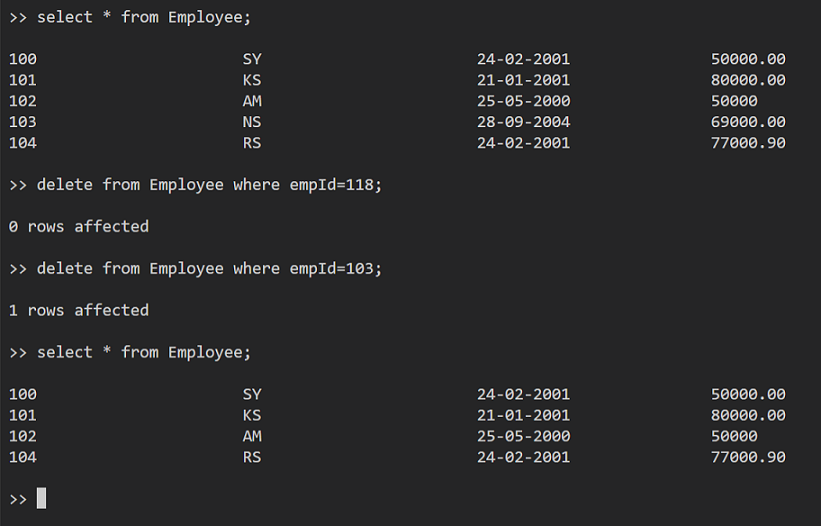 >> select * from Employee;
100 SY 24-02-2001 50000.00
101 KS 21-01-2001 80000.00
102 AM 25-05-2000 50000
103 NS 28-09-2004 69000.00
104 RS 24-02-2001 77000.90
>> delete from Employee where empId=118;
0 rows affected
>> delete from Employee where empId=103;
1 rows affected
>> select * from Employee;
100 SY 24-02-2001 50000.00
101 KS 21-01-2001 80000.00
102 AM 25-05-2000 50000
104 RS 24-02-2001 77000.90
>>